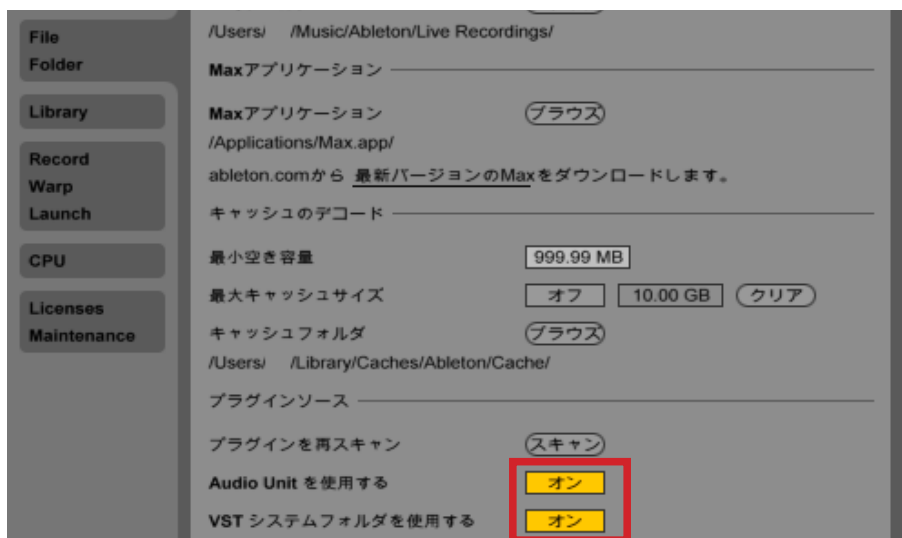 File
Folder
Library
Record
Warp
Launch
CPU
Licenses
Maintenance
/Users/ /Music/Ableton/Live Recordings/
Maxアプリケーション
Maxアプリケーション ブラウズ
/Applications/Max.app/
ableton.comから 最新バージョンのMaxをダウンロードします。
キャッシュのデコード
最小空き容量 999.99 MB
最大キャッシュサイズ オフ 10.00 GB クリア
キャッシュフォルダ ブラウズ
/Users/ /Library/Caches/Ableton/Cache/
プラグインソース
プラグインを再スキャン スキャン
Audio Unit を使用する オン
VST システムフォルダを使用する オン